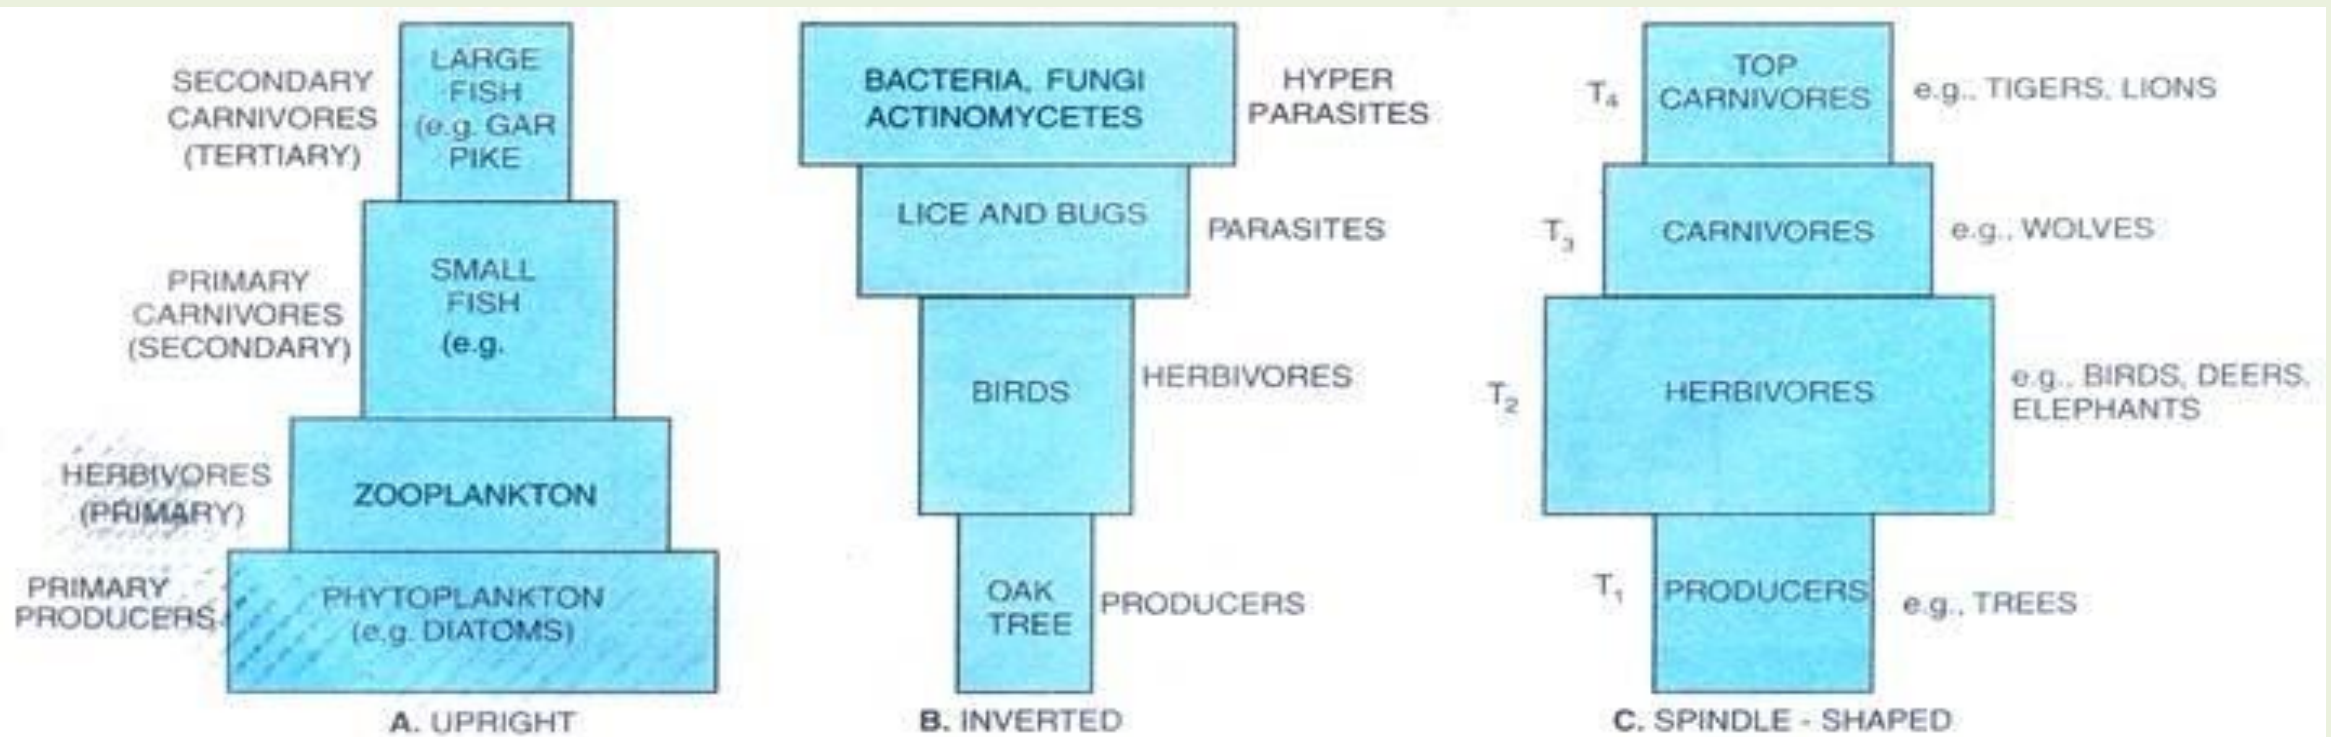 SECONDARY
CARNIVORES
(TERTIARY)
LARGE
FISH
(e.g. GAR
PIKE
PRIMARY
CARNIVORES
(SECONDARY)
SMALL
FISH
(e.g.
HERBIVORES
(PRIMARY)
ZOOPLANKTON
PRIMARY
PRODUCERS
PHYTOPLANKTON
(e.g. DIATOMS)
A. UPRIGHT
BACTERIA, FUNGI
ACTINOMYCETES
HYPER
PARASITES
LICE AND BUGS
PARASITES
BIRDS
HERBIVORES
OAK
TREE
PRODUCERS
B. INVERTED
T4
TOP
CARNIVORES
e.g., TIGERS, LIONS
T3
CARNIVORES
e.g., WOLVES
T2
HERBIVORES
e.g., BIRDS, DEERS,
ELEPHANTS
T1
PRODUCERS
e.g., TREES
C. SPINDLE - SHAPED